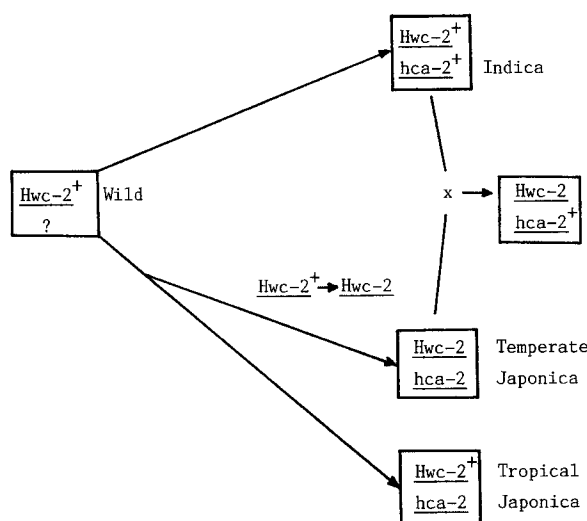 Hwc-2+
hca-2+ Indica
Hwc-2+ Wild
?
x
Hwc-2
hca-2+
Hwc-2+ → Hwc-2
Hwc-2 Temperate
hca-2 Japonica
Hwc-2+ Tropical
hca-2 Japonica